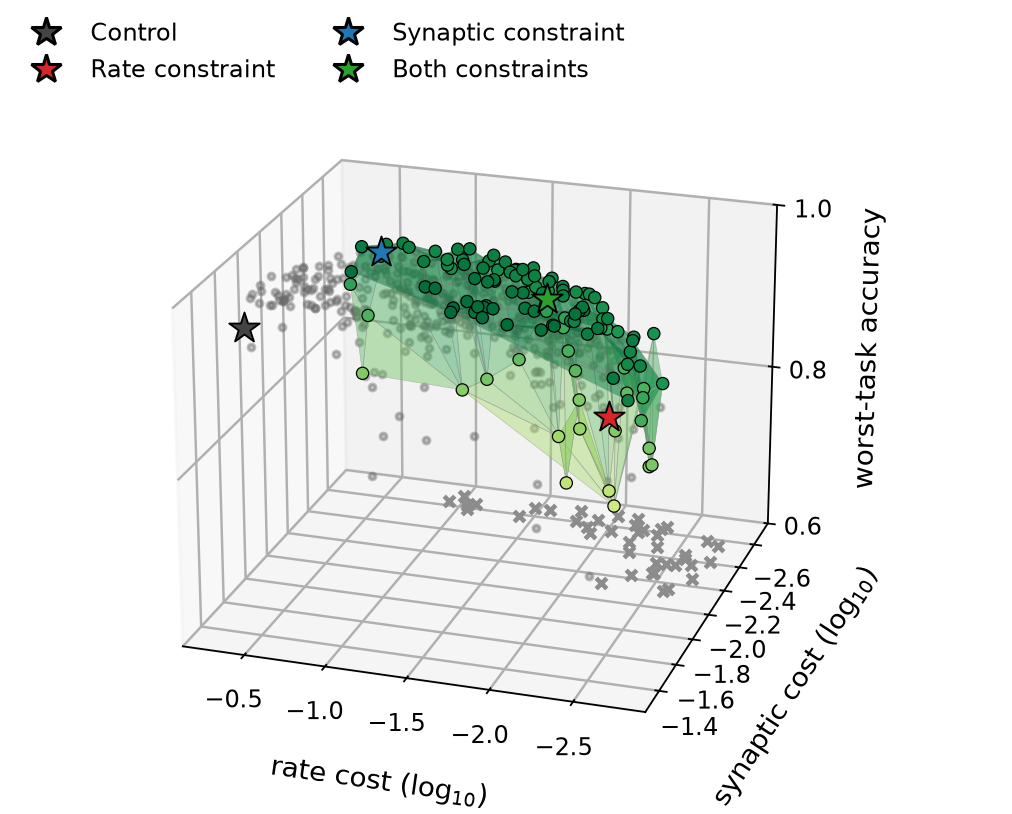 Control
Rate constraint
Synaptic constraint
Both constraints
1.0
0.8
0.6
worst-task accuracy
−2.6
−2.4
−2.2
−2.0
−1.8
−1.6
−1.4
synaptic cost (log₁₀)
−0.5
−1.0
−1.5
−2.0
−2.5
rate cost (log₁₀)